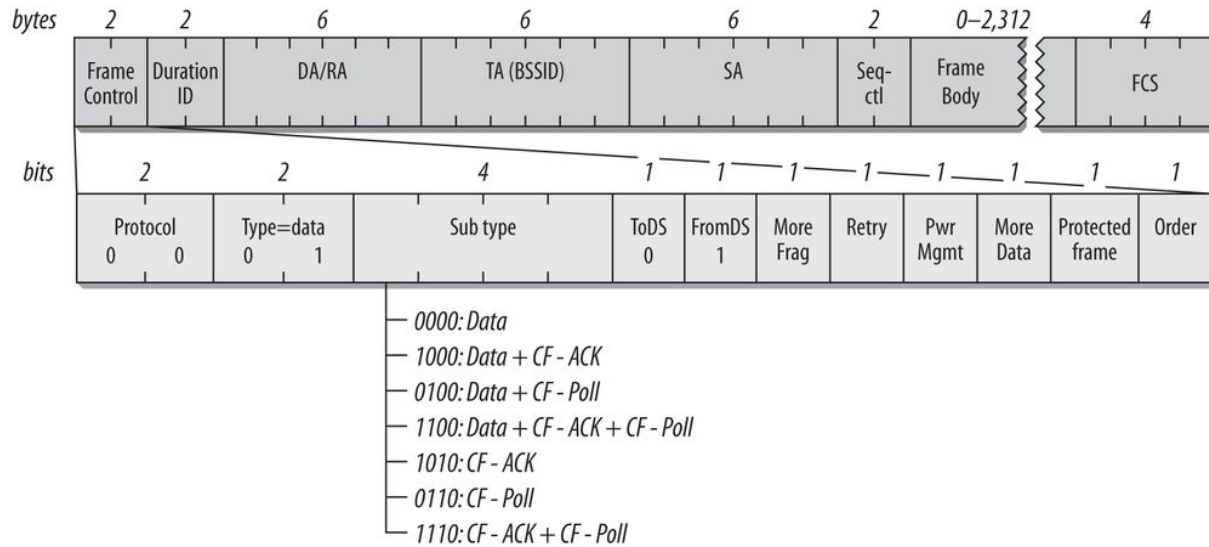 bytes 2 2 6 6 6 2 0–2,312 4
Frame Control Duration ID DA/RA TA (BSSID) SA Seq-ctl Frame Body FCS
bits 2 2 4 1 1 1 1 1 1 1 1
Protocol Type=data Sub type ToDS FromDS More Frag Retry Pwr Mgmt More Data Protected frame Order
0 0 0 1 0 1
0000: Data
1000: Data + CF - ACK
0100: Data + CF - Poll
1100: Data + CF - ACK + CF - Poll
1010: CF - ACK
0110: CF - Poll
1110: CF - ACK + CF - Poll